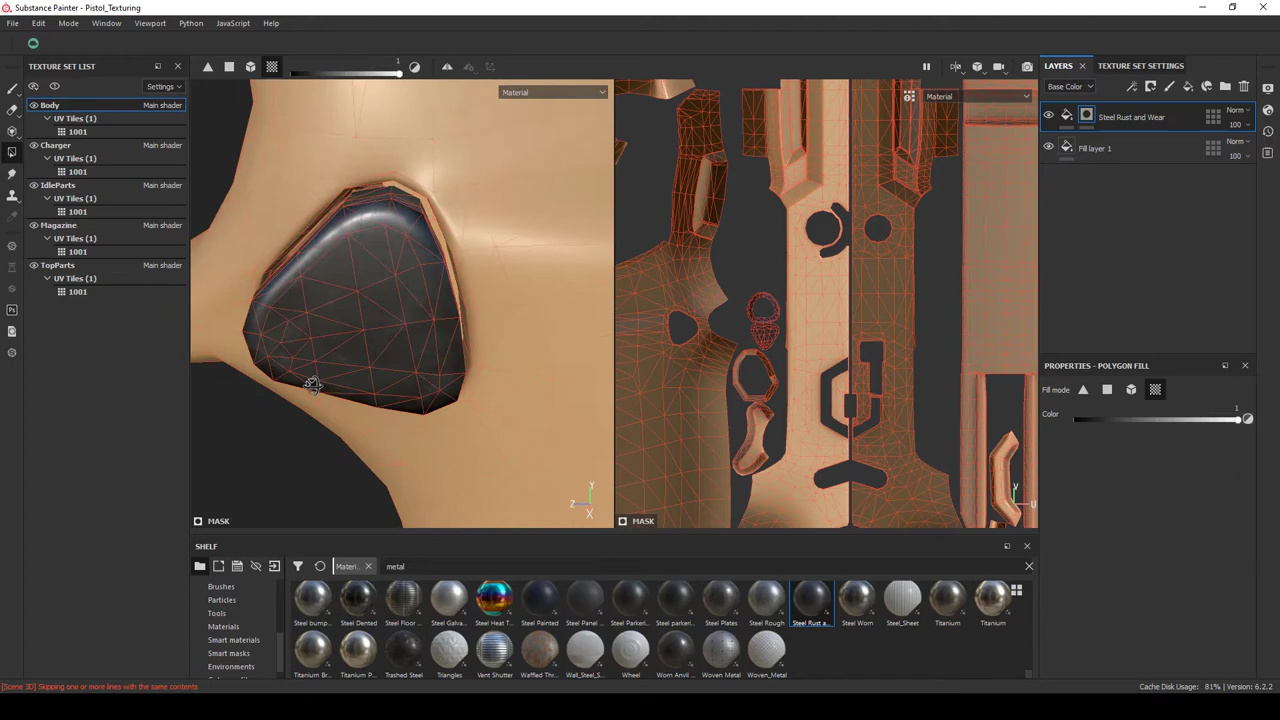 Substance Painter - Pistol_Texturing
File Edit Mode Window Viewport Python JavaScript Help
TEXTURE SET LIST
Settings
Body Main shader
UV Tiles (1)
1001
Charger Main shader
UV Tiles (1)
1001
IdleParts Main shader
UV Tiles (1)
1001
Magazine Main shader
UV Tiles (1)
1001
TopParts Main shader
UV Tiles (1)
1001
1
Material
Y
Z
X
MASK
Material
V
U
MASK
LAYERS TEXTURE SET SETTINGS
Base Color
Steel Rust and Wear Norm
100
Fill layer 1 Norm
100
PROPERTIES - POLYGON FILL
Fill mode
Color 1
SHELF
Materi... metal
Brushes
Particles
Tools
Materials
Smart materials
Smart masks
Environments
Steel bump... Steel Dented Steel Floor ... Steel Galva... Steel Heat T... Steel Painted Steel Panel ... Steel Parkeri... Steel parkeri... Steel Plates Steel Rough Steel Rust a... Steel Worn Steel_Sheet Titanium Titanium
Titanium Br... Titanium P... Trashed Steel Triangles Vent Shutter Waffled Thr... Wall_Steel_S... Wheel Worn Anvil ... Woven Metal Woven_Metal
[Scene 3D] Skipping one or more lines with the same contents
Cache Disk Usage: 81% | Version: 6.2.2